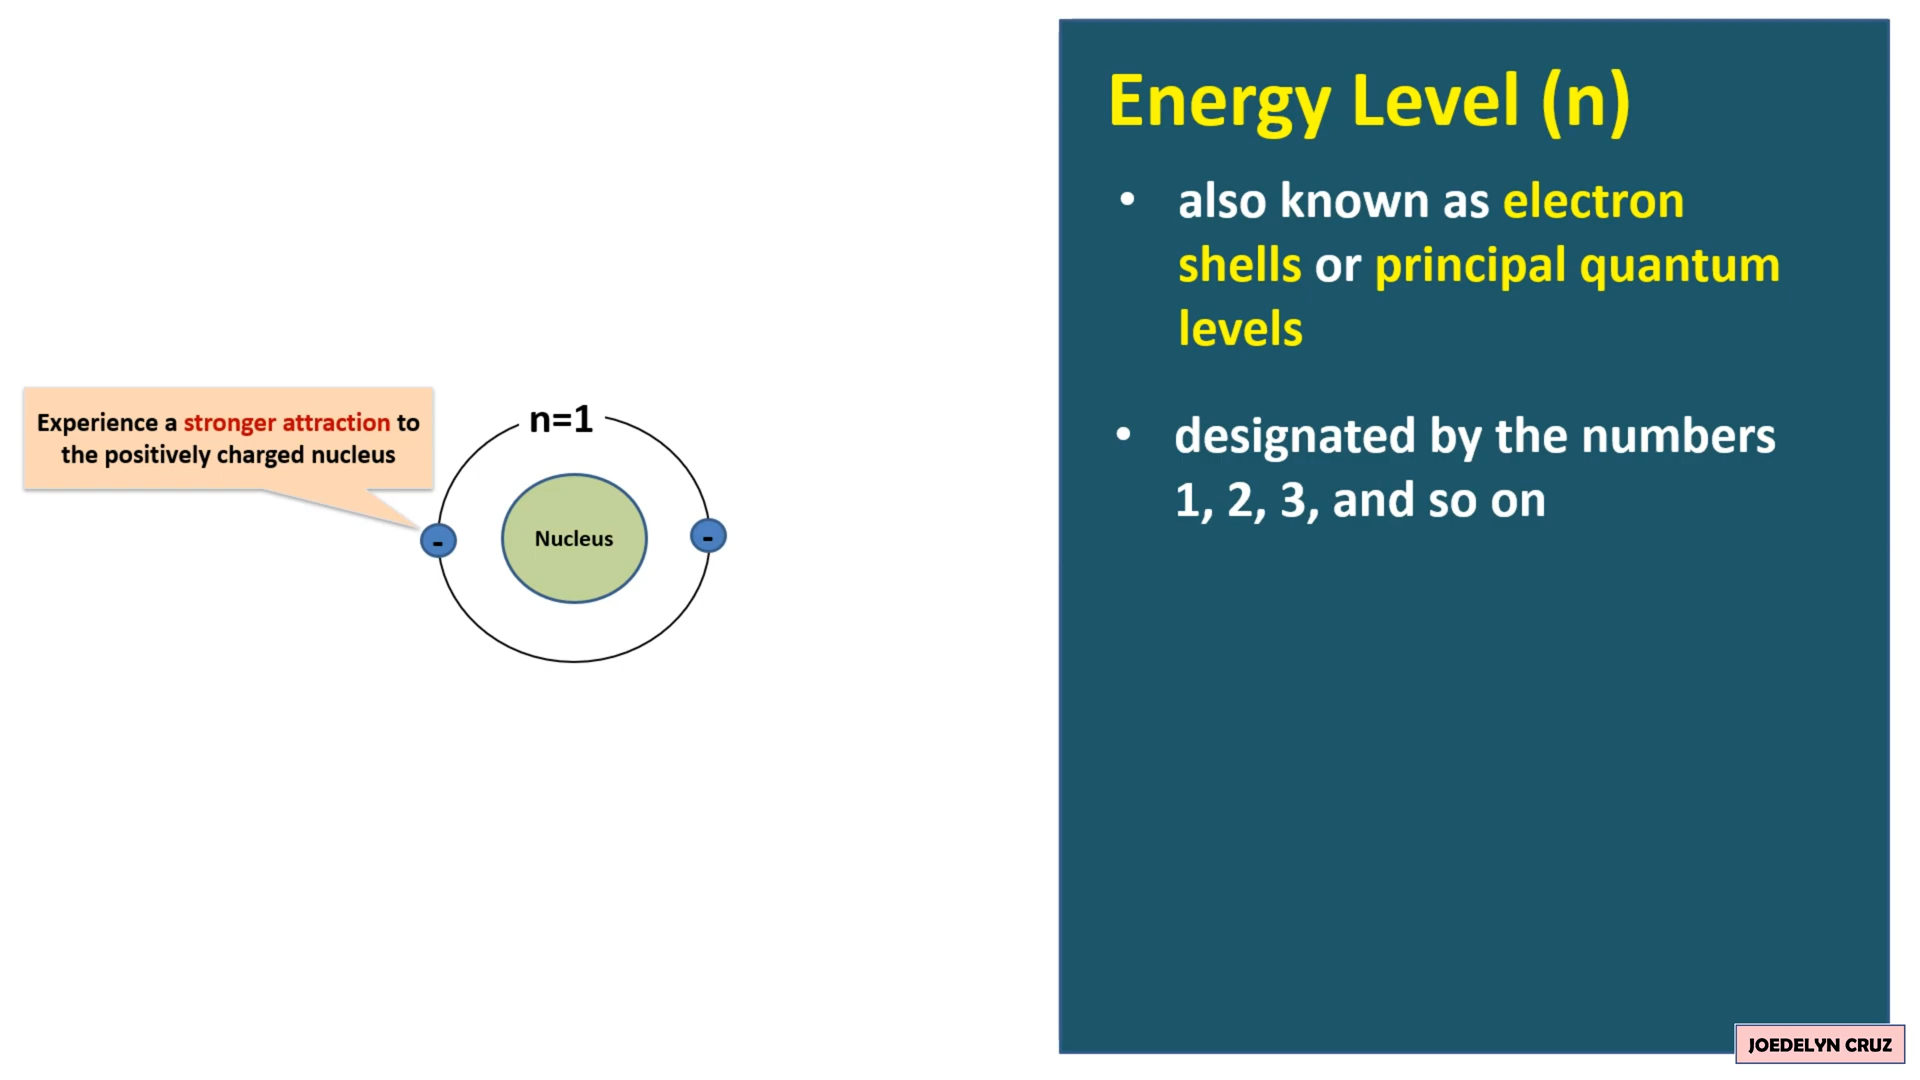 Energy Level (n)
• also known as electron
shells or principal quantum
levels
• designated by the numbers
1, 2, 3, and so on
Experience a stronger attraction to
the positively charged nucleus
n=1
Nucleus
-
-
JOEDELYN CRUZ